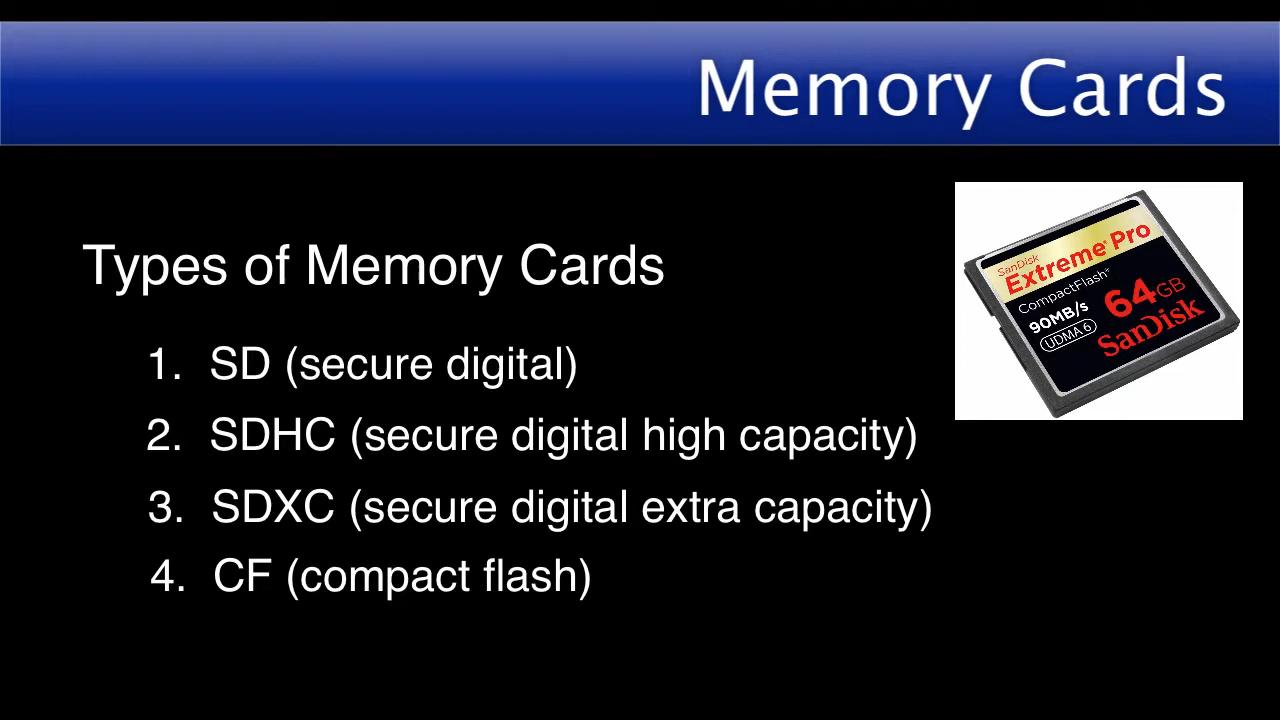 Memory Cards
Types of Memory Cards
1. SD (secure digital)
2. SDHC (secure digital high capacity)
3. SDXC (secure digital extra capacity)
4. CF (compact flash)
SanDisk
Extreme® Pro
CompactFlash®
90MB/s
64GB
UDMA 6
SanDisk